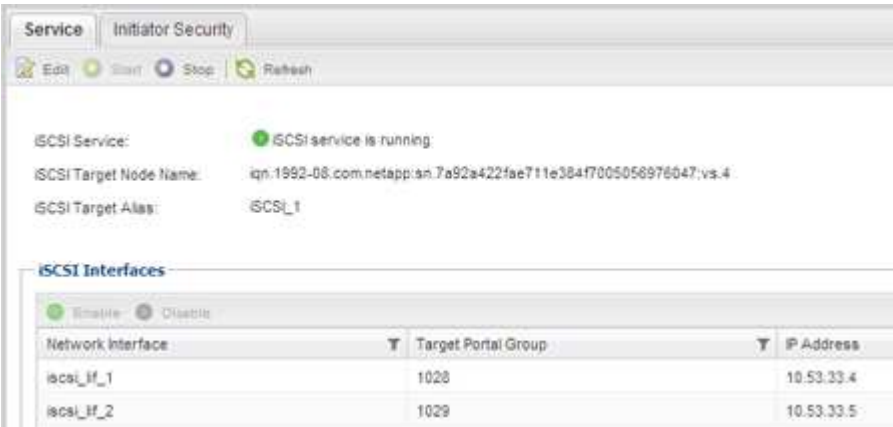 Service Initiator Security
Edit Start Stop Refresh
iSCSI Service: iSCSI service is running
iSCSI Target Node Name: iqn.1992-08.com.netapp:sn.7a92a422fae711e384f7005056976047:vs.4
iSCSI Target Alias: iSCSI_1
iSCSI Interfaces
Enable Disable
Network Interface Target Portal Group IP Address
iscsi_lif_1 1028 10.53.33.4
iscsi_lif_2 1029 10.53.33.5